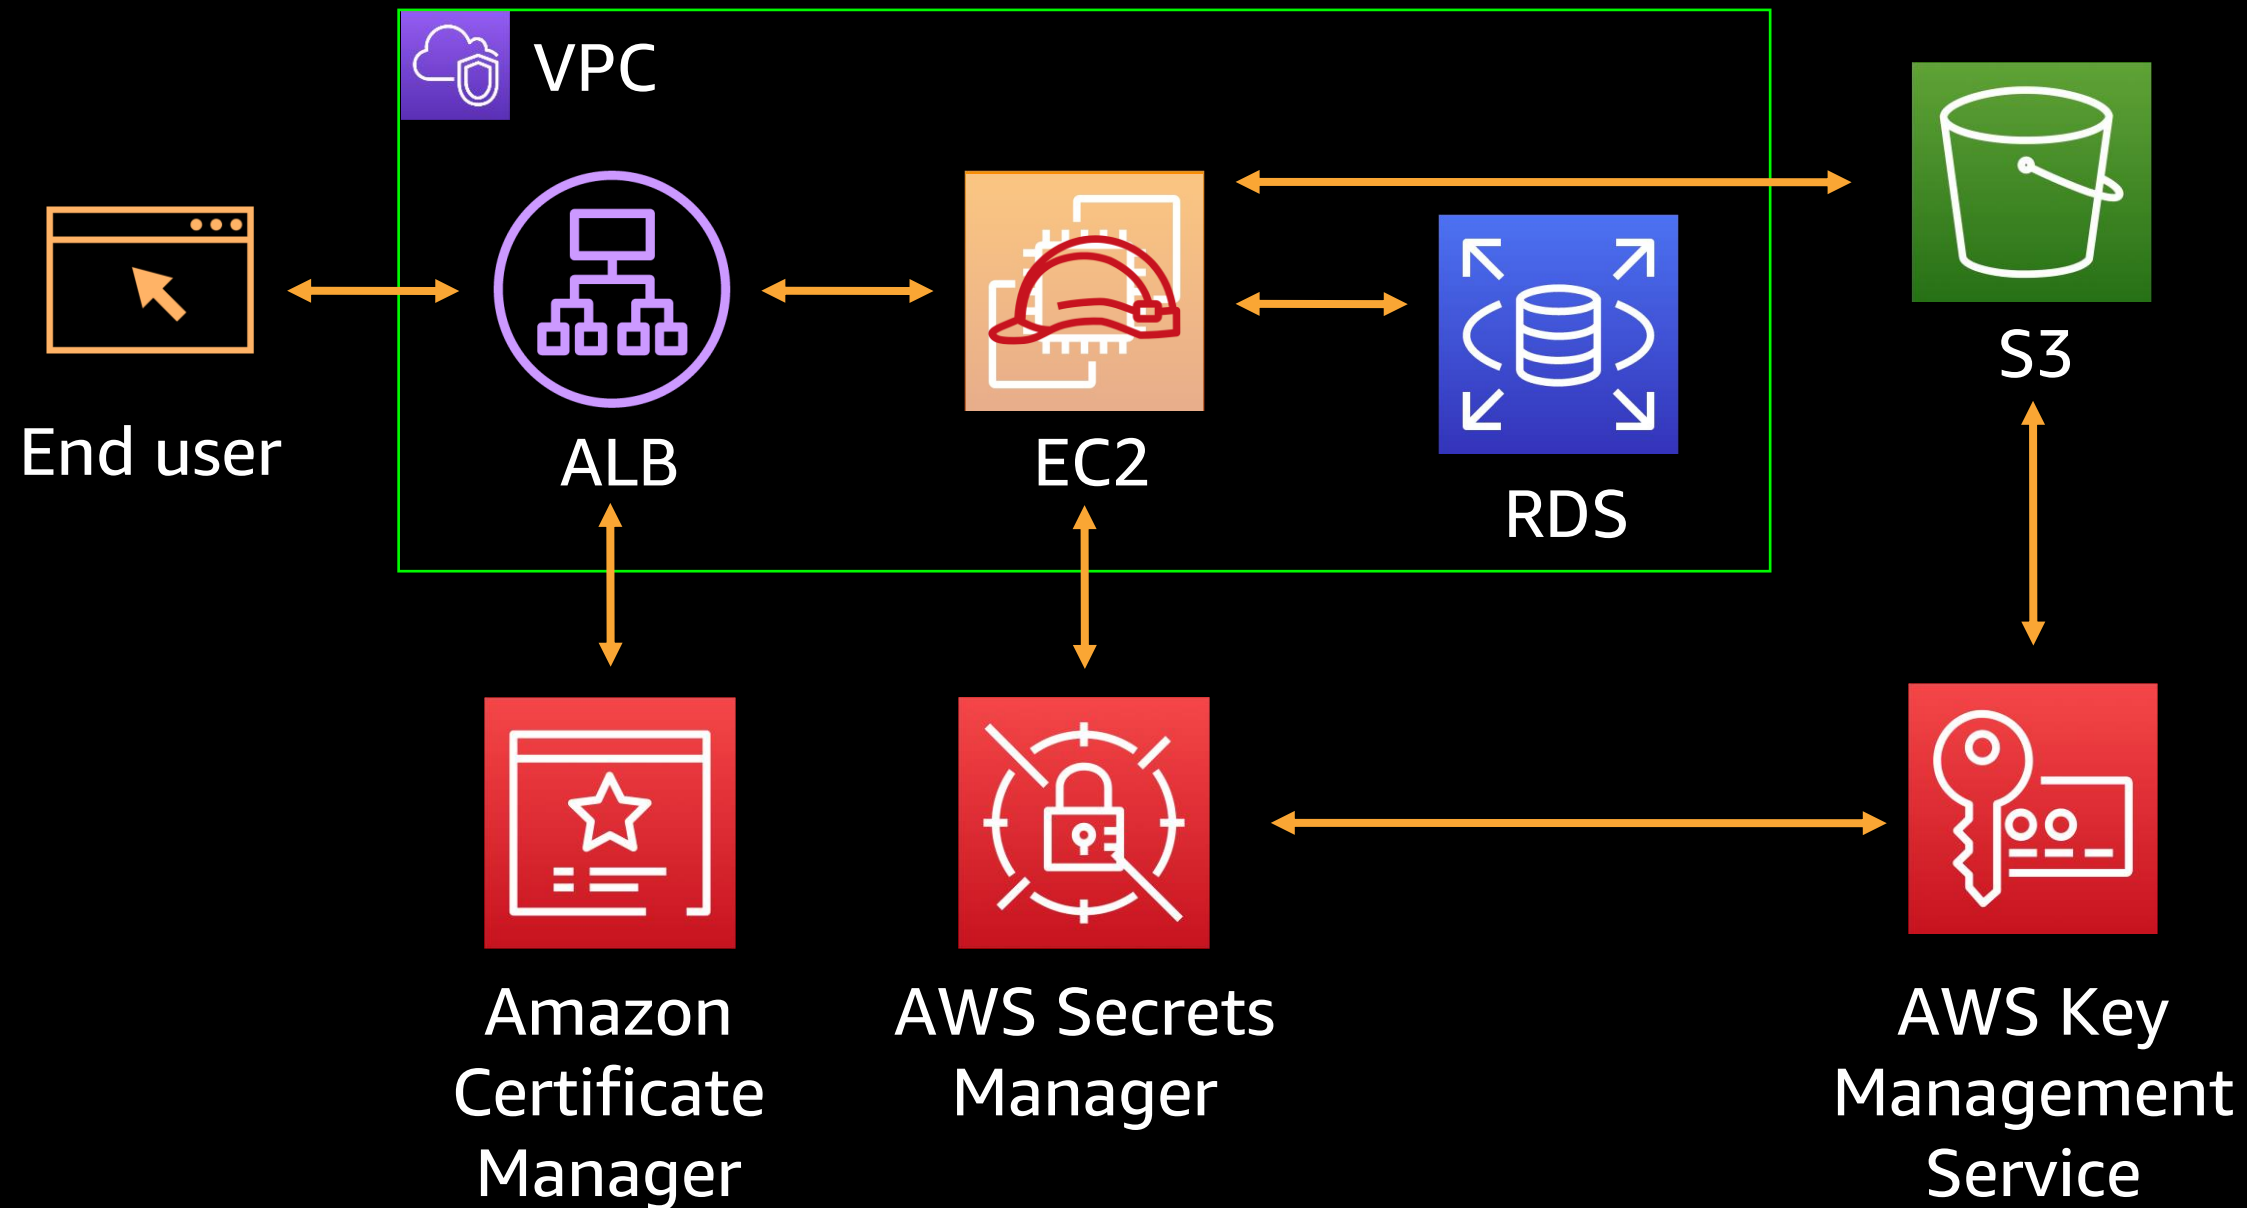 VPC
End user
ALB
EC2
RDS
S3
Amazon
Certificate
Manager
AWS Secrets
Manager
AWS Key
Management
Service